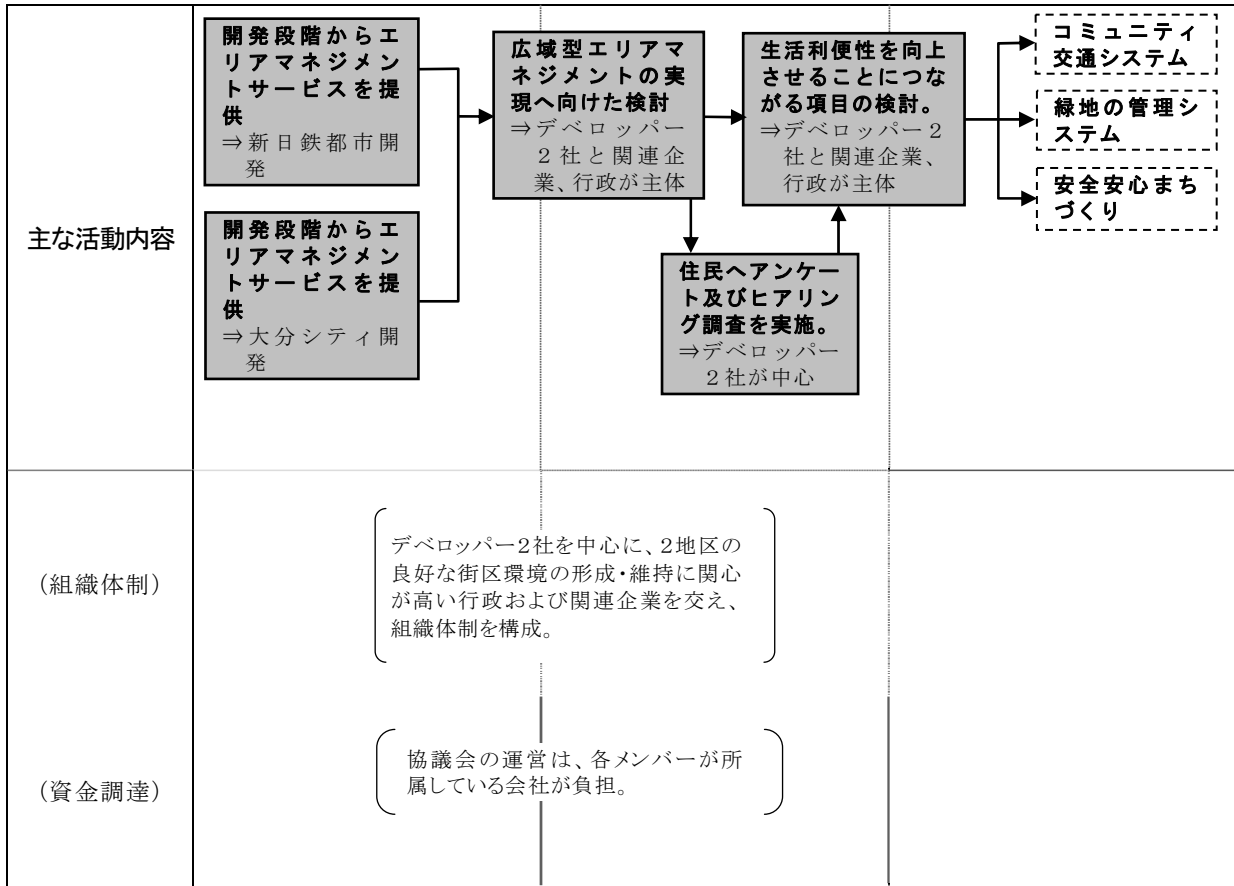 主な活動内容
開発段階からエ
リアマネジメン
トサービスを提
供
⇒新日鉄都市開
発
開発段階からエ
リアマネジメン
トサービスを提
供
⇒大分シティ開
発
広域型エリアマ
ネジメントの実
現へ向けた検討
⇒デベロッパー
2社と関連企
業、行政が主体
生活利便性を向上
させることにつな
がる項目の検討。
⇒デベロッパー2
社と関連企業、
行政が主体
住民へアンケー
ト及びヒアリン
グ調査を実施。
⇒デベロッパー
2社が中心
コミュニティ
交通システム
緑地の管理シ
ステム
安全安心まち
づくり
（組織体制）
デベロッパー2社を中心に、2地区の
良好な街区環境の形成・維持に関心
が高い行政および関連企業を交え、
組織体制を構成。
（資金調達）
協議会の運営は、各メンバーが所
属している会社が負担。